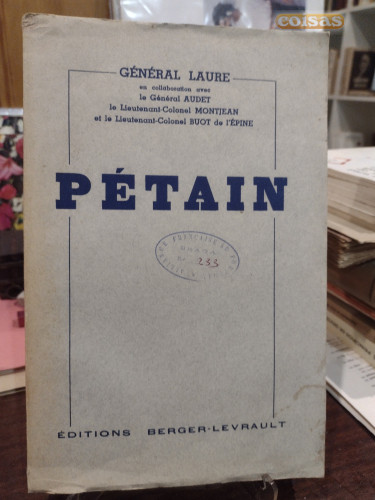 coisas
GÉNÉRAL LAURE
en collaboration avec
le Général AUDET
le Lieutenant-Colonel MONTJEAN
et le Lieutenant-Colonel BUOT de l'ÉPINE
PÉTAIN
233
ÉDITIONS BERGER-LEVRAULT